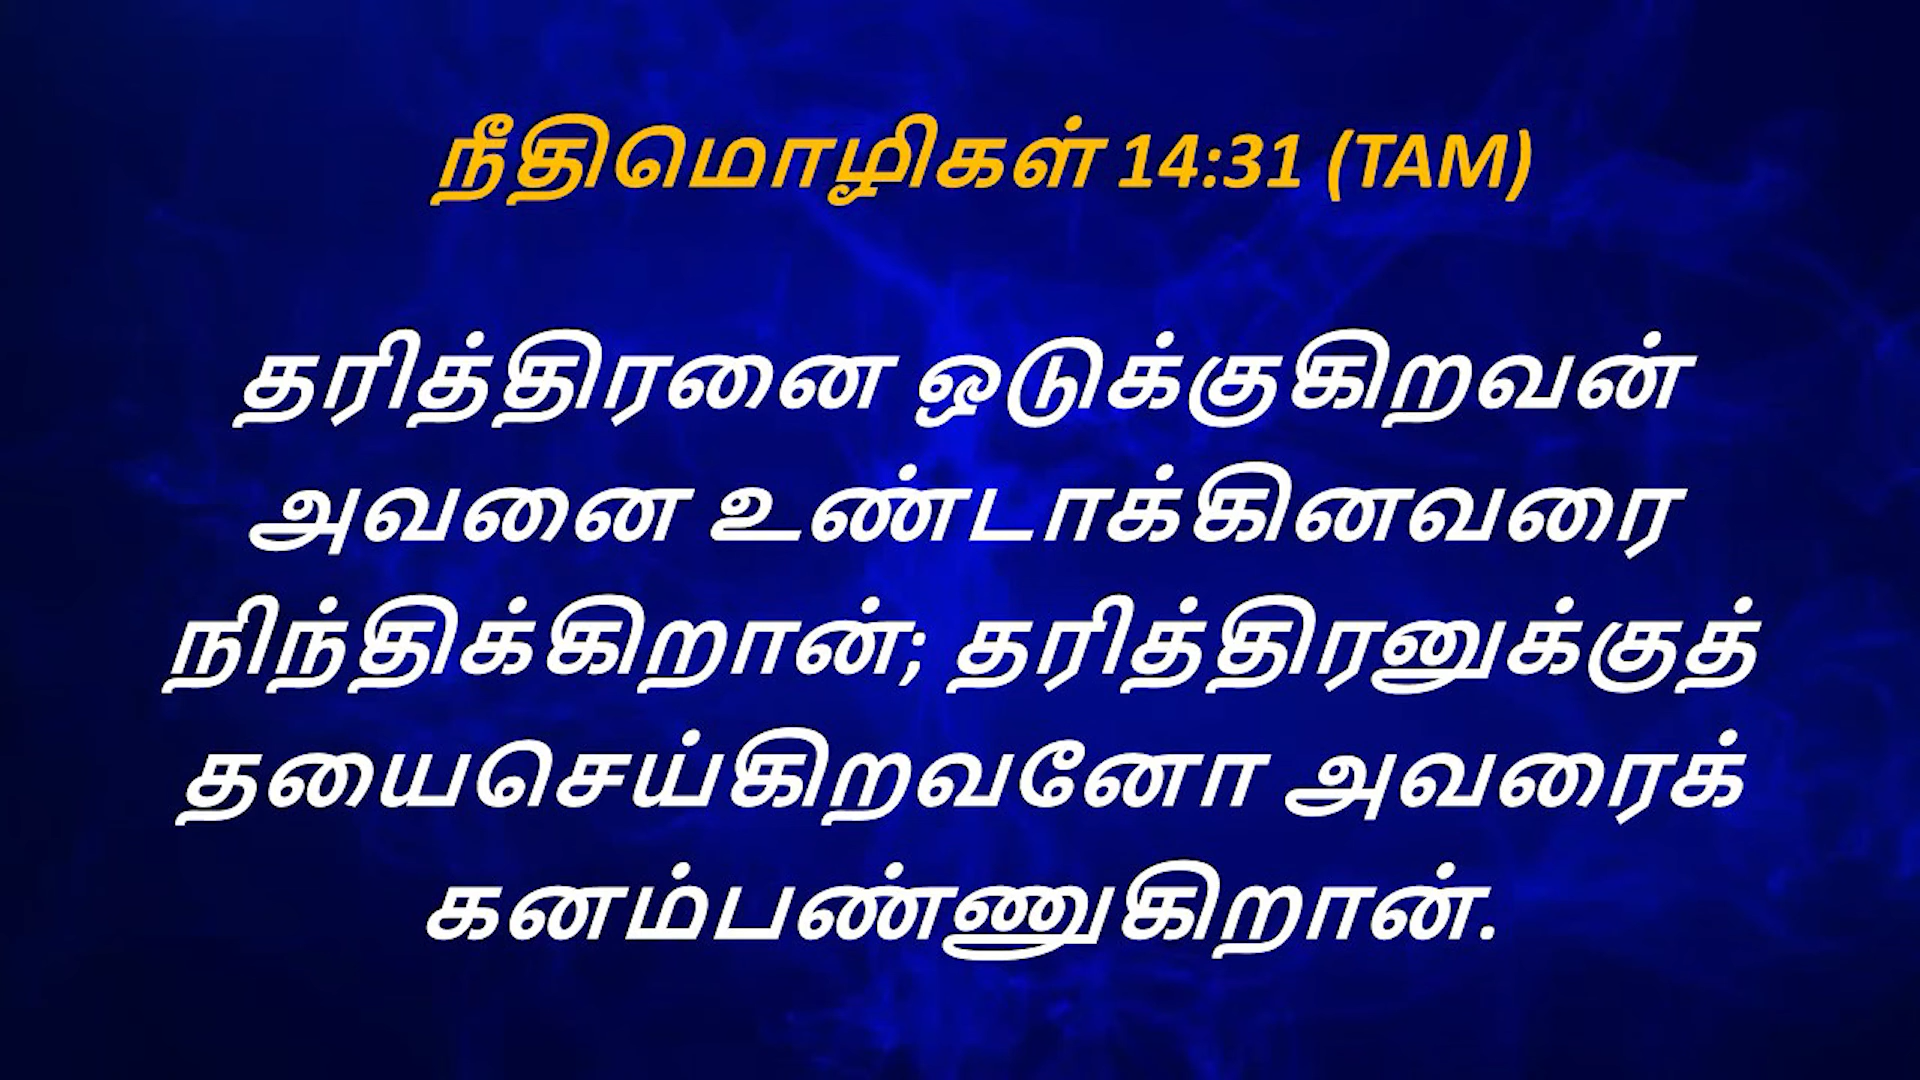 நீதிமொழிகள் 14:31 (TAM)
தரித்திரனை ஒடுக்குகிறவன்
அவனை உண்டாக்கினவரை
நிந்திக்கிறான்; தரித்திரனுக்குத்
தயைசெய்கிறவனோ அவரைக்
கனம்பண்ணுகிறான்.